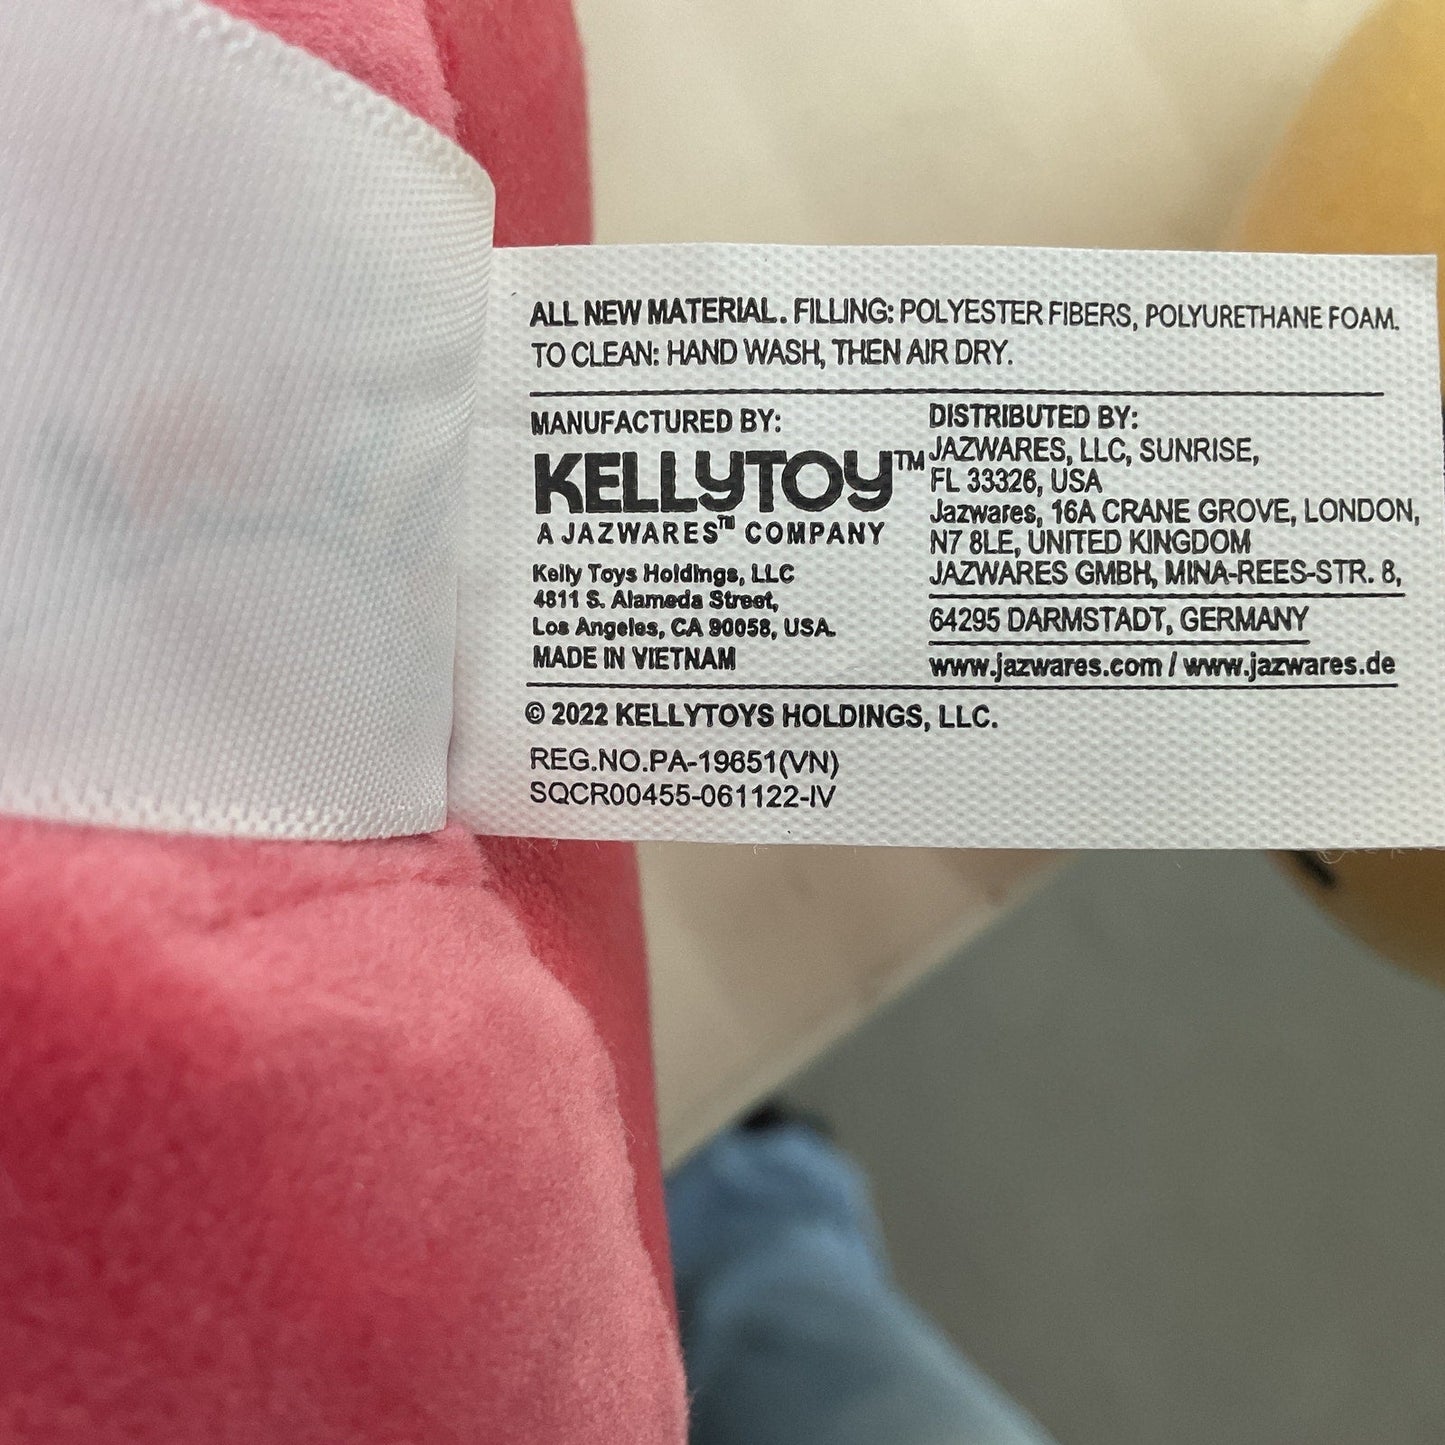 ALL NEW MATERIAL. FILLING: POLYESTER FIBERS, POLYURETHANE FOAM.
TO CLEAN: HAND WASH, THEN AIR DRY.
MANUFACTURED BY:
KELLYTOY™
A JAZWARES™ COMPANY
Kelly Toys Holdings, LLC
4811 S. Alameda Street,
Los Angeles, CA 90058, USA.
MADE IN VIETNAM
DISTRIBUTED BY:
JAZWARES, LLC, SUNRISE,
FL 33326, USA
Jazwares, 16A CRANE GROVE, LONDON,
N7 8LE, UNITED KINGDOM
JAZWARES GMBH, MINA-REES-STR. 8,
64295 DARMSTADT, GERMANY
www.jazwares.com / www.jazwares.de
© 2022 KELLYTOYS HOLDINGS, LLC.
REG.NO.PA-19651(VN)
SQCR00455-061122-IV